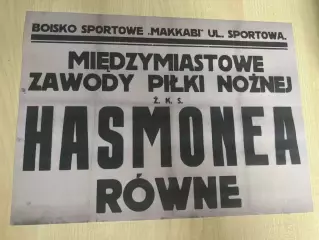 BOISKO SPORTOWE „MAKKABI" UL. SPORTOWA.
MIĘDZYMIASTOWE
ZAWODY PIŁKI NOŻNEJ
Ż. K. S.
HASMONEA
RÓWNE